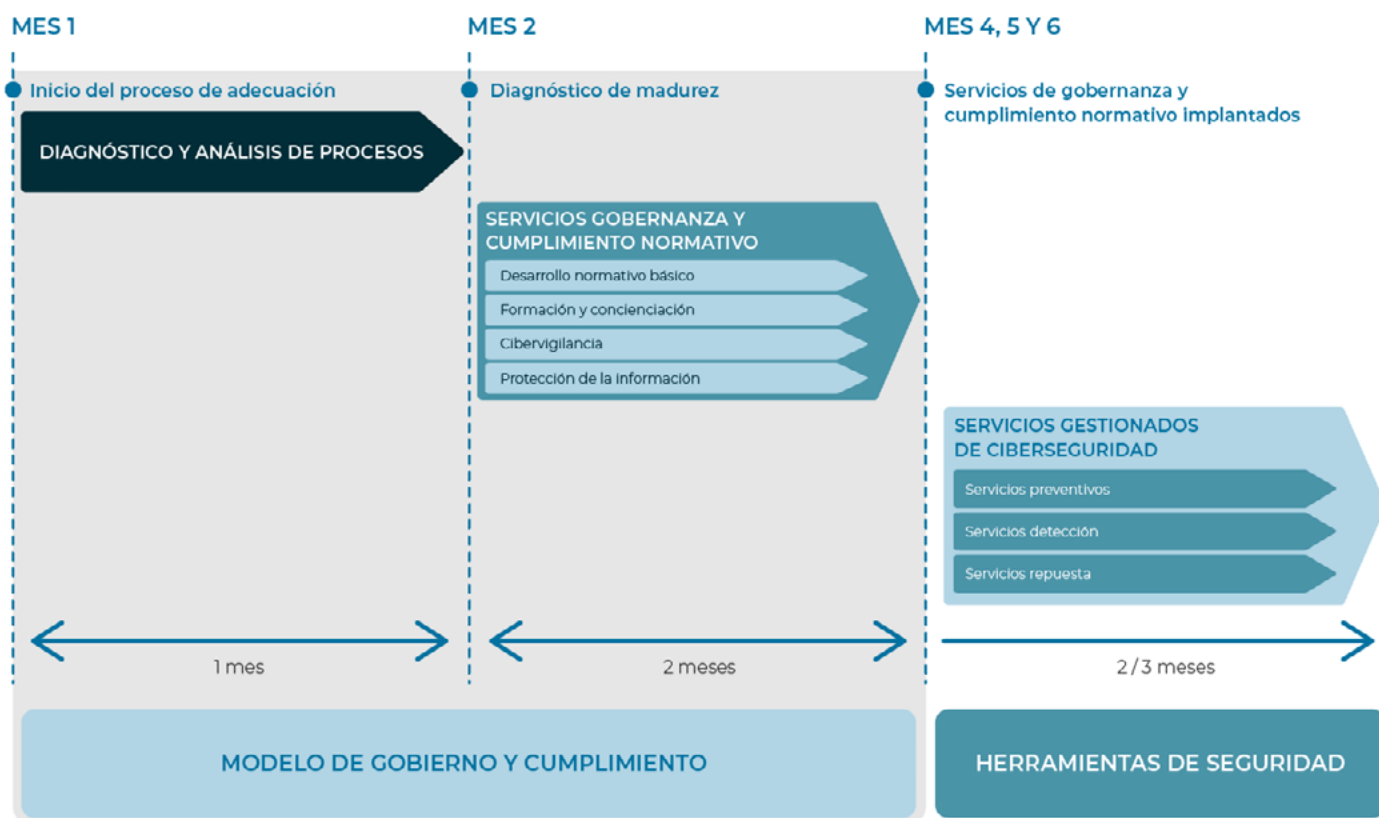 MES 1
MES 2
MES 4, 5 Y 6
Inicio del proceso de adecuación
Diagnóstico de madurez
Servicios de gobernanza y
cumplimiento normativo implantados
DIAGNÓSTICO Y ANÁLISIS DE PROCESOS
SERVICIOS GOBERNANZA Y
CUMPLIMIENTO NORMATIVO
Desarrollo normativo básico
Formación y concienciación
Cibervigilancia
Protección de la información
SERVICIOS GESTIONADOS
DE CIBERSEGURIDAD
Servicios preventivos
Servicios detección
Servicios repuesta
1 mes
2 meses
2 / 3 meses
MODELO DE GOBIERNO Y CUMPLIMIENTO
HERRAMIENTAS DE SEGURIDAD